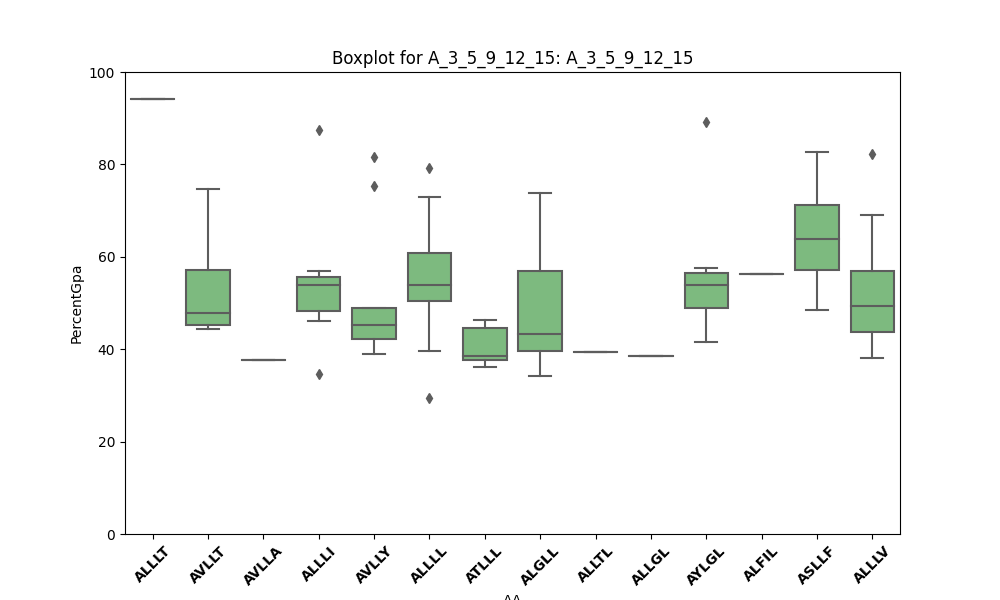 Boxplot for A_3_5_9_12_15: A_3_5_9_12_15
100
80
60
40
20
0
PercentGpa
ALLLT
AVLLT
AVLLA
ALLLI
AVLLY
ALLLL
ATLLL
ALGLL
ALLTL
ALLGL
AYLGL
ALFIL
ASLLF
ALLLV
AA